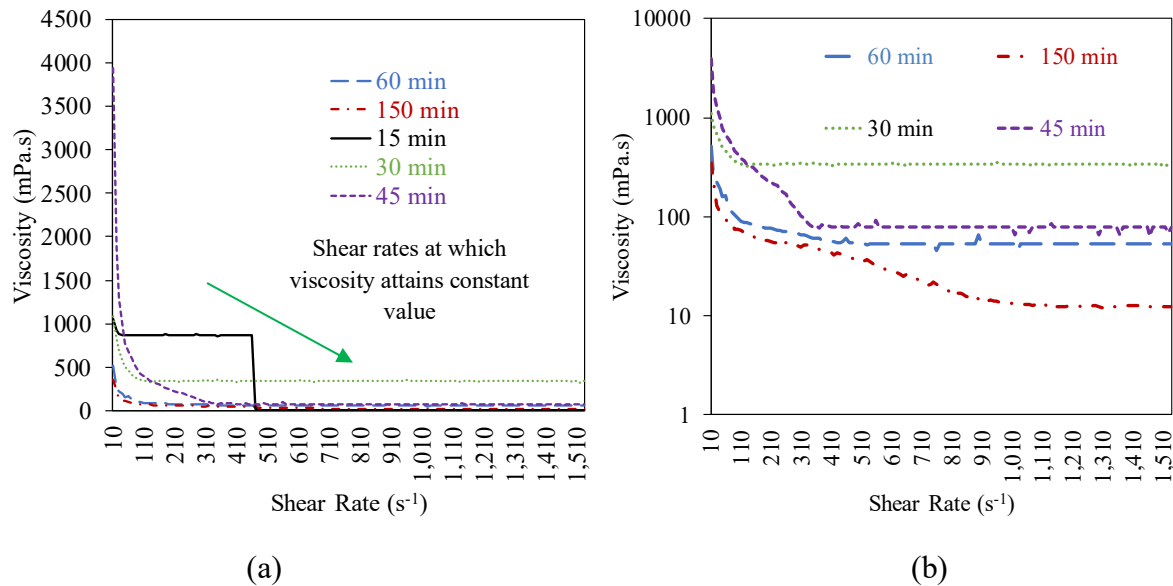 4500
4000
3500
3000
2500
2000
1500
1000
500
0
Viscosity (mPa.s)
60 min
150 min
15 min
30 min
45 min
Shear rates at which
viscosity attains constant
value
10
110
210
310
410
510
610
710
810
910
1,010
1,110
1,210
1,310
1,410
1,510
Shear Rate (s⁻¹)
(a)
10000
1000
100
10
1
Viscosity (mPa.s)
60 min
150 min
30 min
45 min
10
110
210
310
410
510
610
710
810
910
1,010
1,110
1,210
1,310
1,410
1,510
Shear Rate (s⁻¹)
(b)